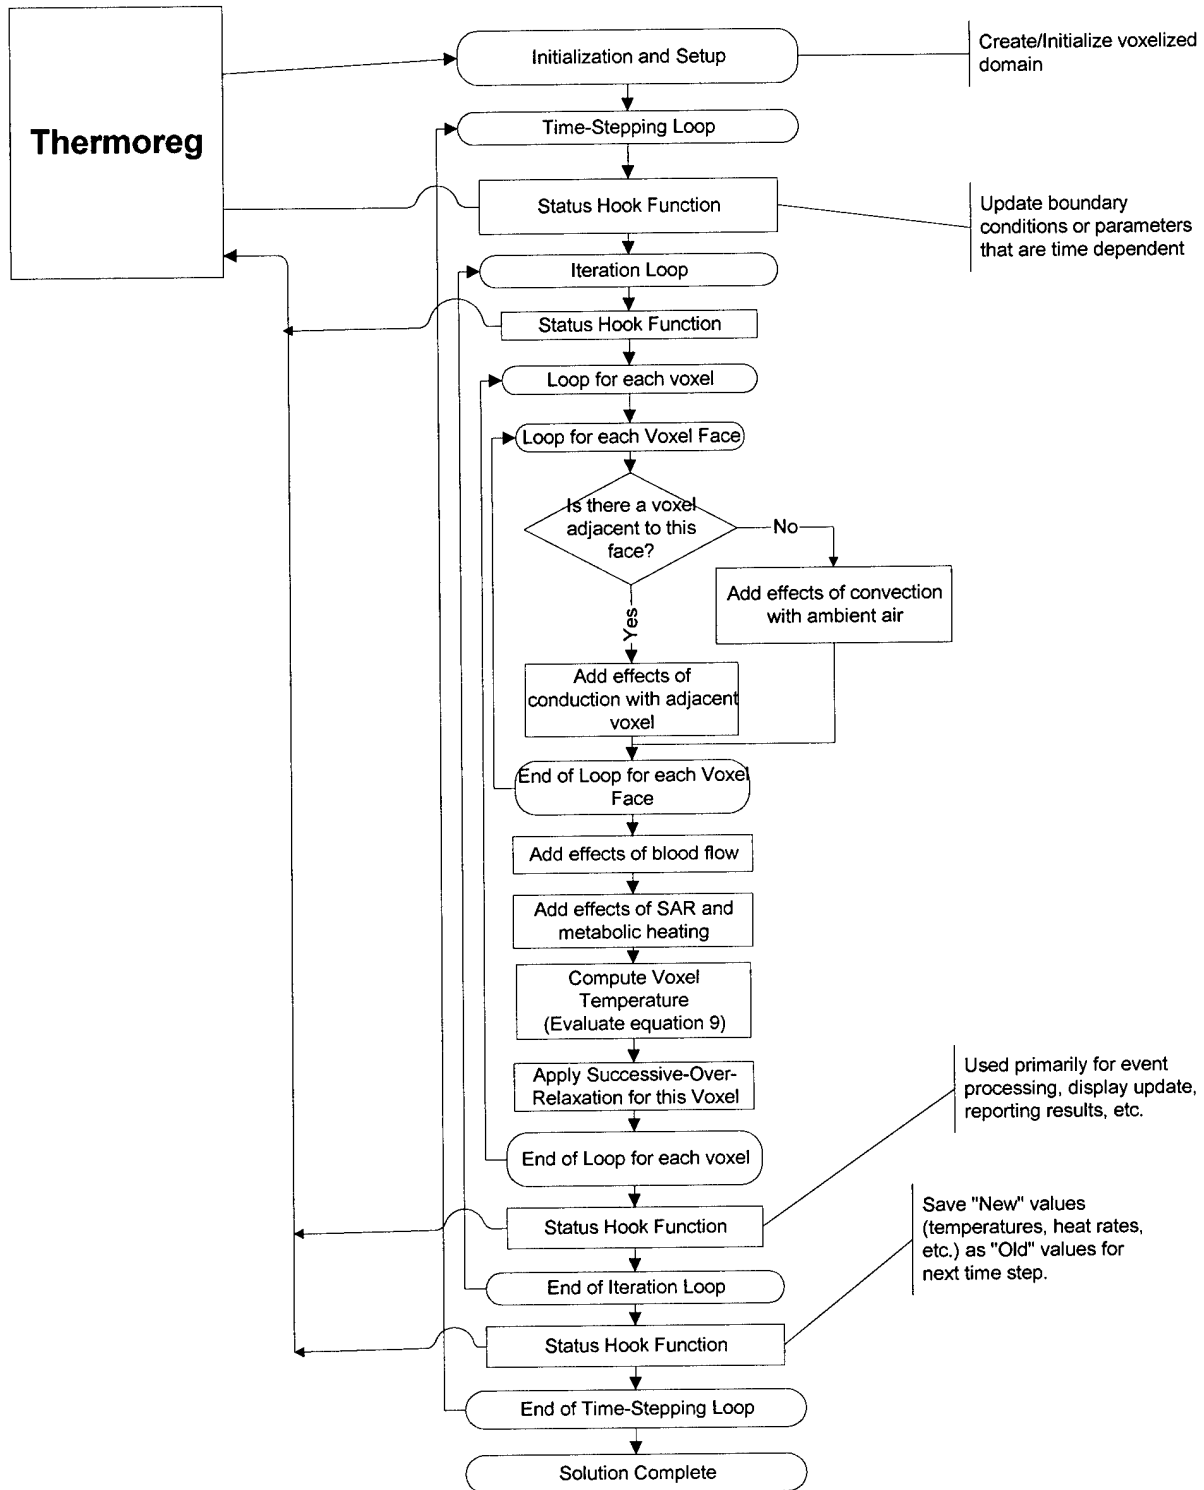 Thermoreg
Initialization and Setup
Create/Initialize voxelized
domain
Time-Stepping Loop
Status Hook Function
Update boundary
conditions or parameters
that are time dependent
Iteration Loop
Status Hook Function
Loop for each voxel
Loop for each Voxel Face
Is there a voxel
adjacent to this
face?
No
Add effects of convection
with ambient air
Yes
Add effects of
conduction with adjacent
voxel
End of Loop for each Voxel
Face
Add effects of blood flow
Add effects of SAR and
metabolic heating
Compute Voxel
Temperature
(Evaluate equation 9)
Apply Successive-Over-
Relaxation for this Voxel
Used primarily for event
processing, display update,
reporting results, etc.
End of Loop for each voxel
Status Hook Function
Save "New" values
(temperatures, heat rates,
etc.) as "Old" values for
next time step.
End of Iteration Loop
Status Hook Function
End of Time-Stepping Loop
Solution Complete